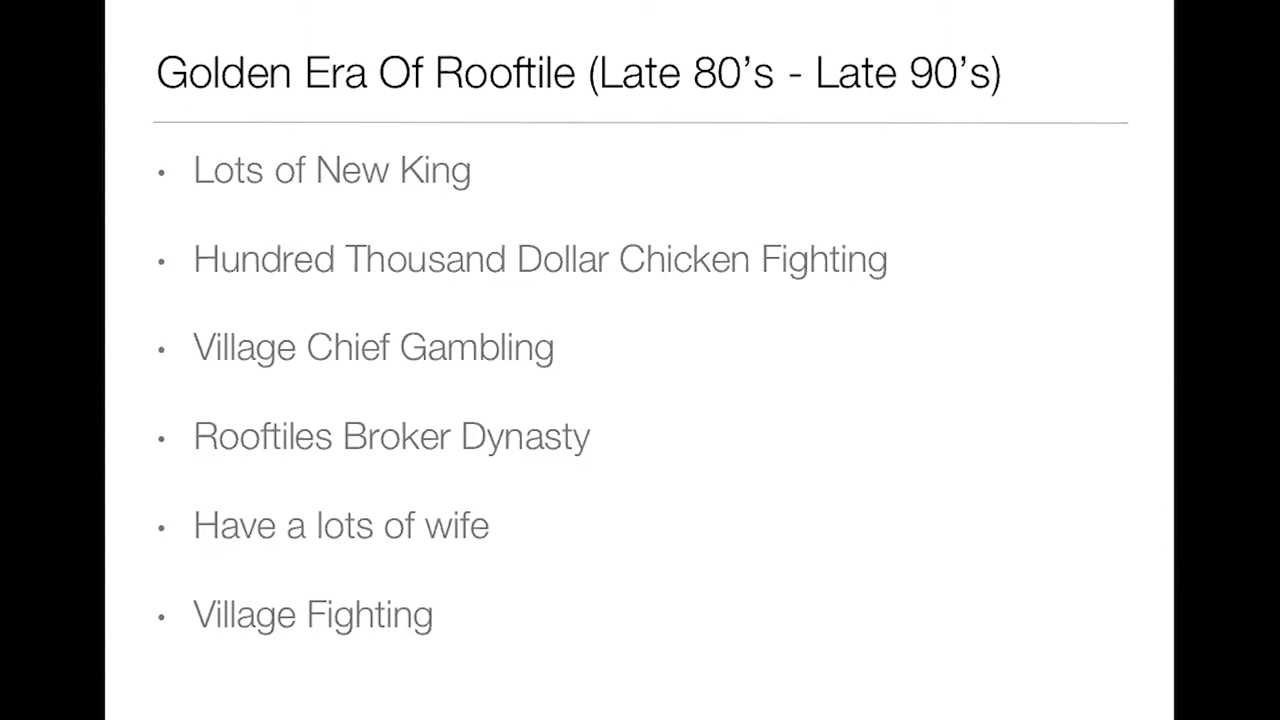 Golden Era Of Rooftile (Late 80’s - Late 90’s)
• Lots of New King
• Hundred Thousand Dollar Chicken Fighting
• Village Chief Gambling
• Rooftiles Broker Dynasty
• Have a lots of wife
• Village Fighting